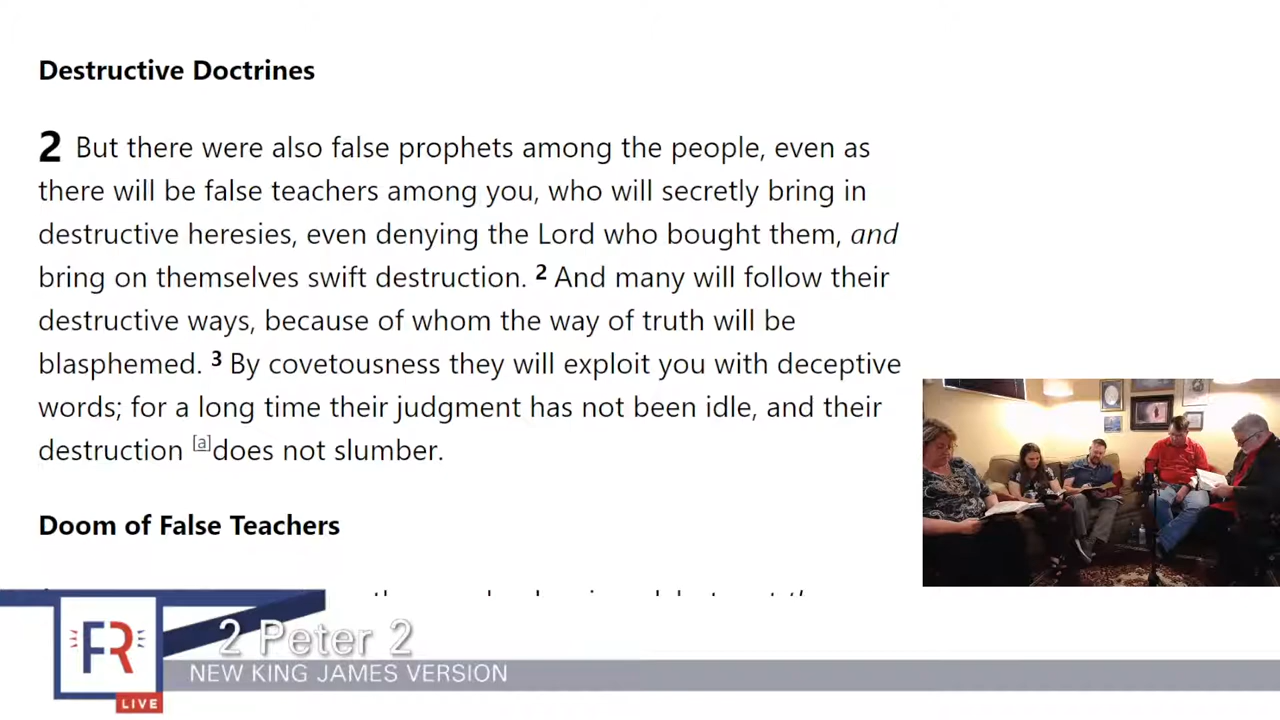 Destructive Doctrines
2 But there were also false prophets among the people, even as
there will be false teachers among you, who will secretly bring in
destructive heresies, even denying the Lord who bought them, and
bring on themselves swift destruction. 2 And many will follow their
destructive ways, because of whom the way of truth will be
blasphemed. 3 By covetousness they will exploit you with deceptive
words; for a long time their judgment has not been idle, and their
destruction [a]does not slumber.
Doom of False Teachers
FR
LIVE
2 Peter 2
NEW KING JAMES VERSION